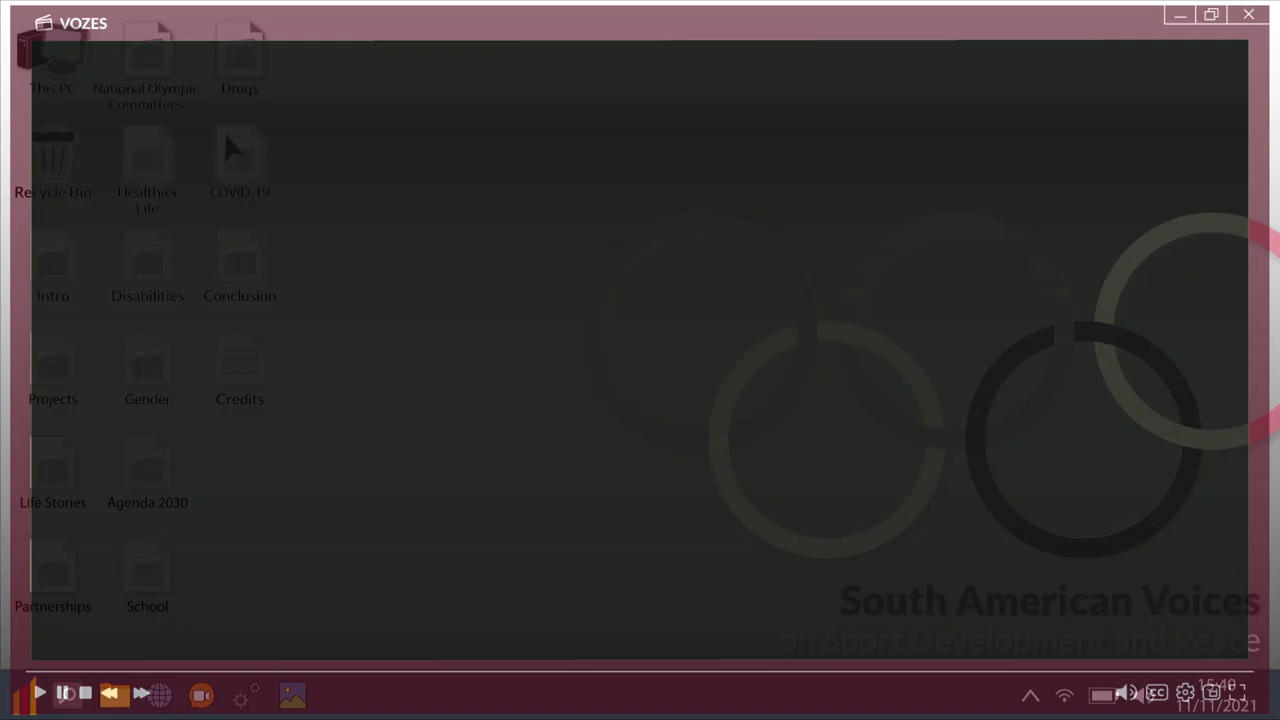 VOZES
This PC
National Olympic
Committees
Drugs
Recycle Bin
Healthier
Life
COVID-19
Intro
Disabilities
Conclusion
Projects
Gender
Credits
Life Stories
Agenda 2030
Partnerships
School
South American Voices
on Sport Development and Peace
CC
15:40
11/11/2021